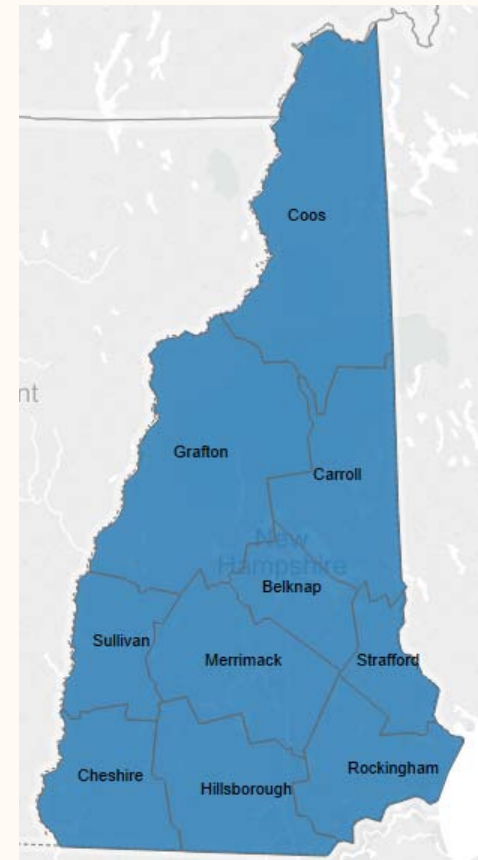 Coos
nt
Grafton
Carroll
New
Hampshire
Belknap
Sullivan
Merrimack
Strafford
Cheshire
Hillsborough
Rockingham